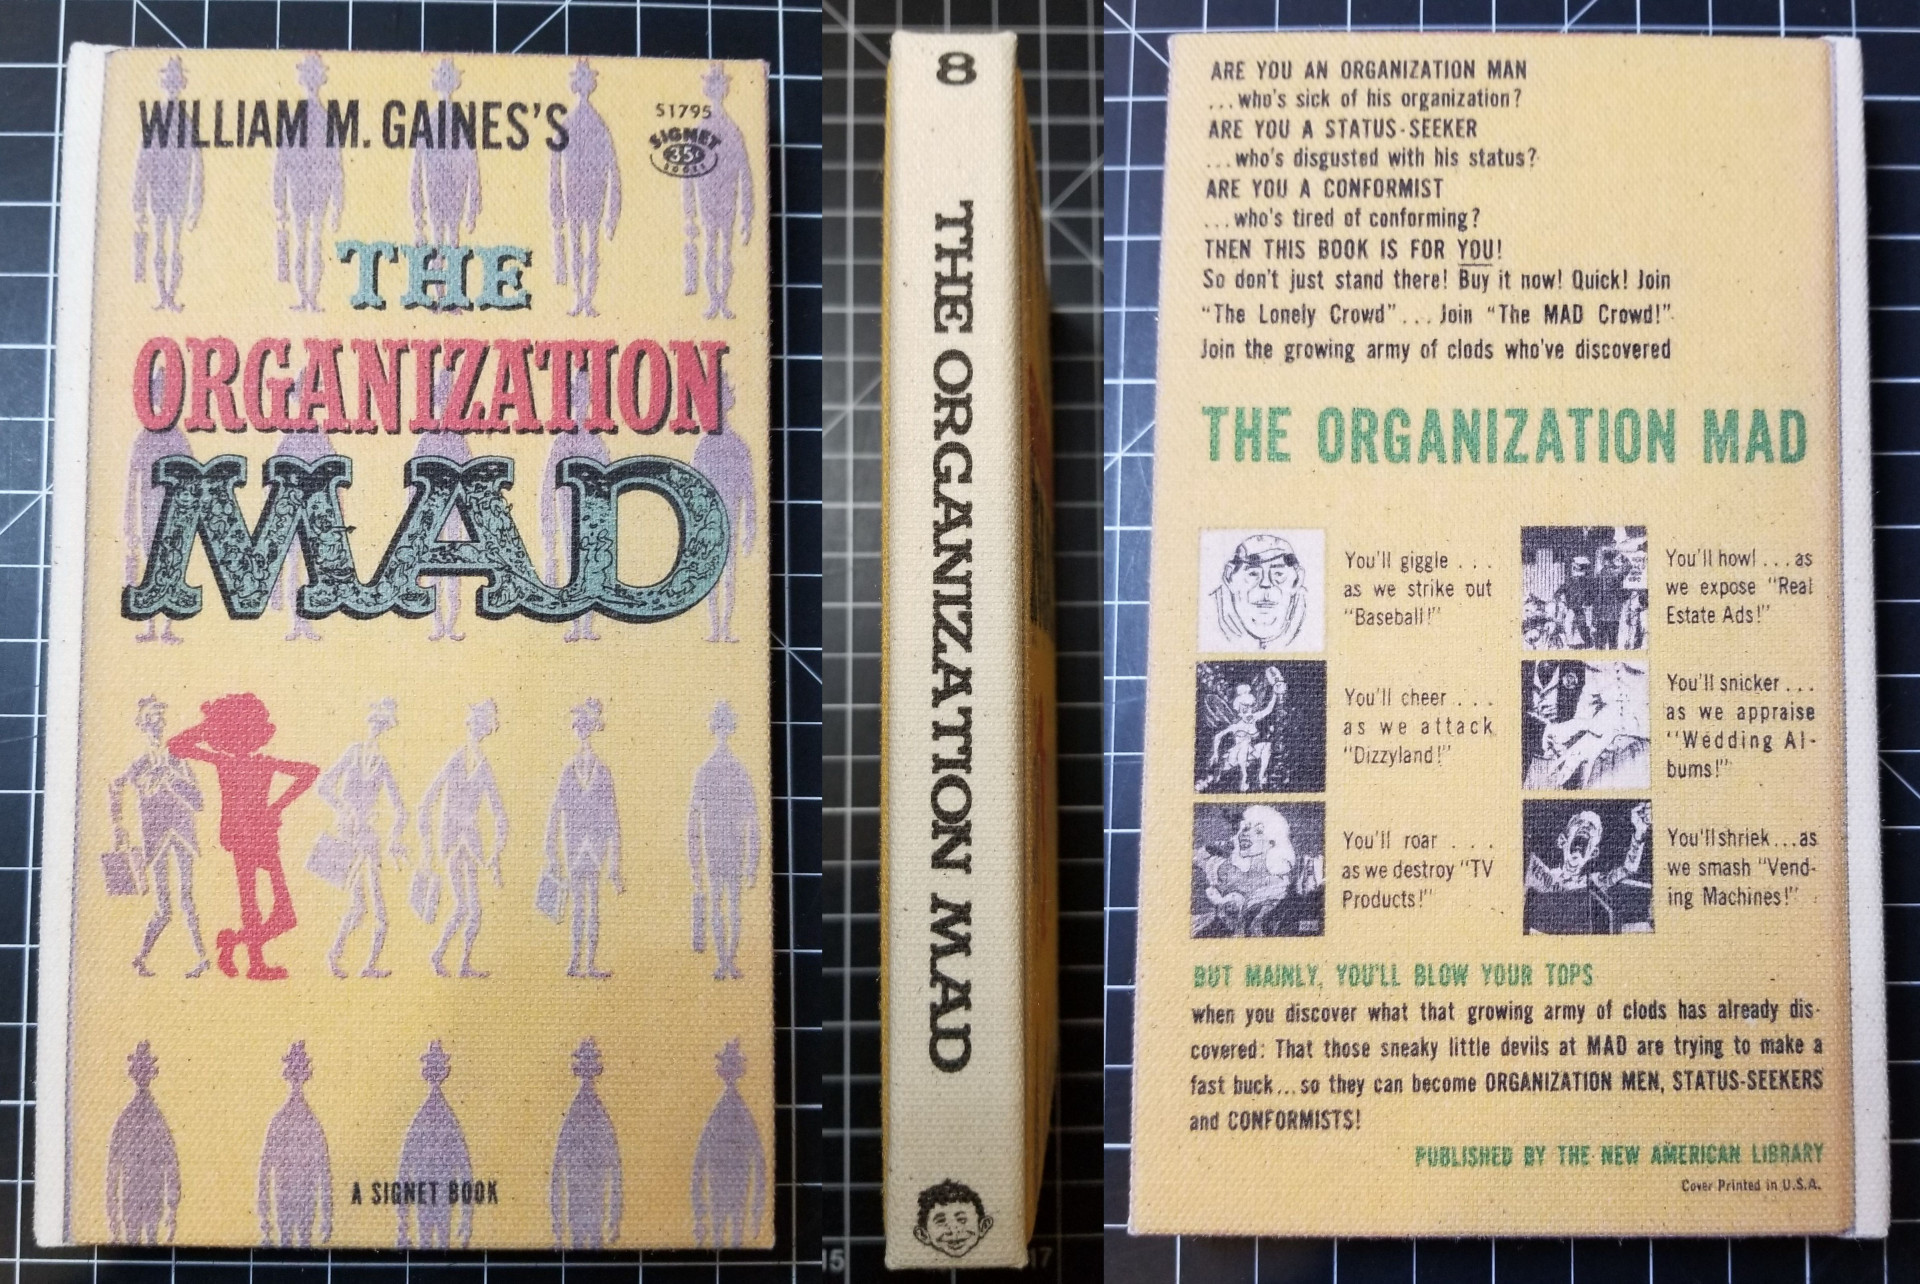 WILLIAM M. GAINES'S
S1795
SIGNET
35¢
BOOKS
THE
ORGANIZATION
MAD
A SIGNET BOOK
8
THE ORGANIZATION MAD
15
17
ARE YOU AN ORGANIZATION MAN
...who's sick of his organization?
ARE YOU A STATUS-SEEKER
...who's disgusted with his status?
ARE YOU A CONFORMIST
...who's tired of conforming?
THEN THIS BOOK IS FOR YOU!
So don't just stand there! Buy it now! Quick! Join
"The Lonely Crowd"... Join "The MAD Crowd!"
Join the growing army of clods who've discovered
THE ORGANIZATION MAD
You'll giggle . . .
as we strike out
"Baseball!"
You'll howl ... as
we expose "Real
Estate Ads!"
You'll cheer . . .
as we attack
"Dizzyland!"
You'll snicker . . .
as we appraise
"Wedding Al-
bums!"
You'll roar . . .
as we destroy "TV
Products!"
You'll shriek...as
we smash "Vend-
ing Machines!"
BUT MAINLY, YOU'LL BLOW YOUR TOPS
when you discover what that growing army of clods has already dis-
covered: That those sneaky little devils at MAD are trying to make a
fast buck...so they can become ORGANIZATION MEN, STATUS-SEEKERS
and CONFORMISTS!
PUBLISHED BY THE NEW AMERICAN LIBRARY
Cover Printed in U.S.A.